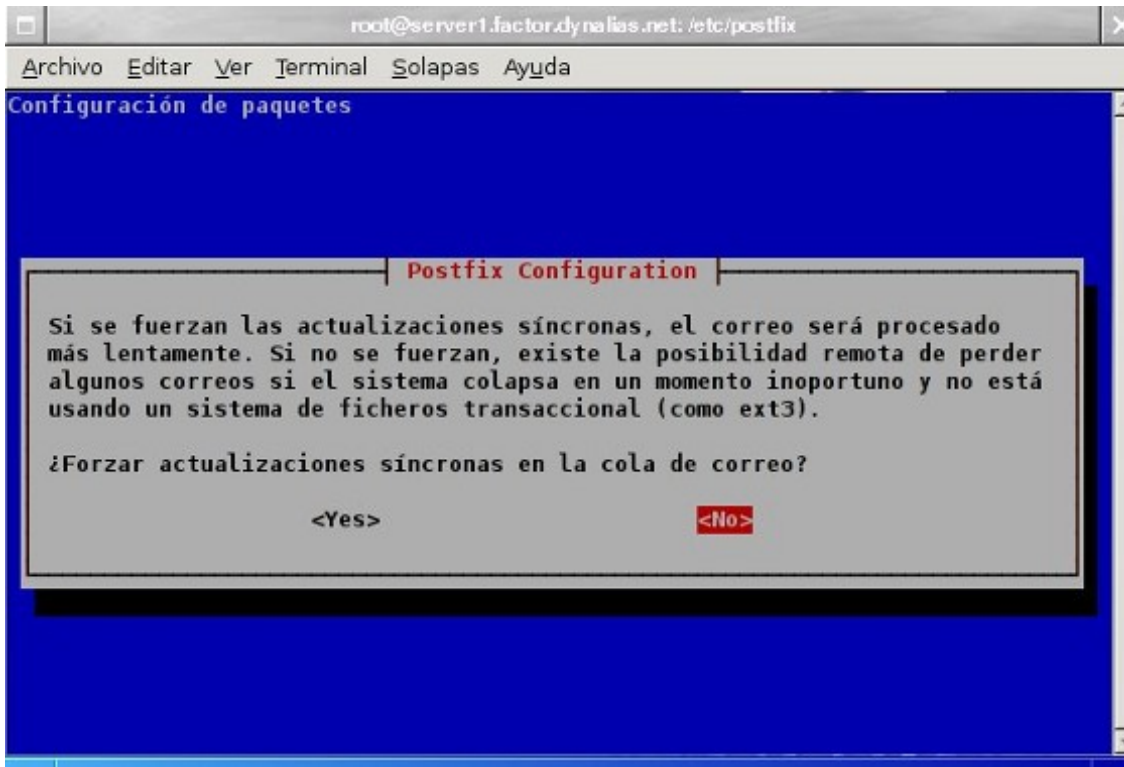 root@server1.factor.dynalias.net: /etc/postfix
Archivo Editar Ver Terminal Solapas Ayuda
Configuración de paquetes
Postfix Configuration
Si se fuerzan las actualizaciones síncronas, el correo será procesado
más lentamente. Si no se fuerzan, existe la posibilidad remota de perder
algunos correos si el sistema colapsa en un momento inoportuno y no está
usando un sistema de ficheros transaccional (como ext3).
¿Forzar actualizaciones síncronas en la cola de correo?
<Yes> <No>